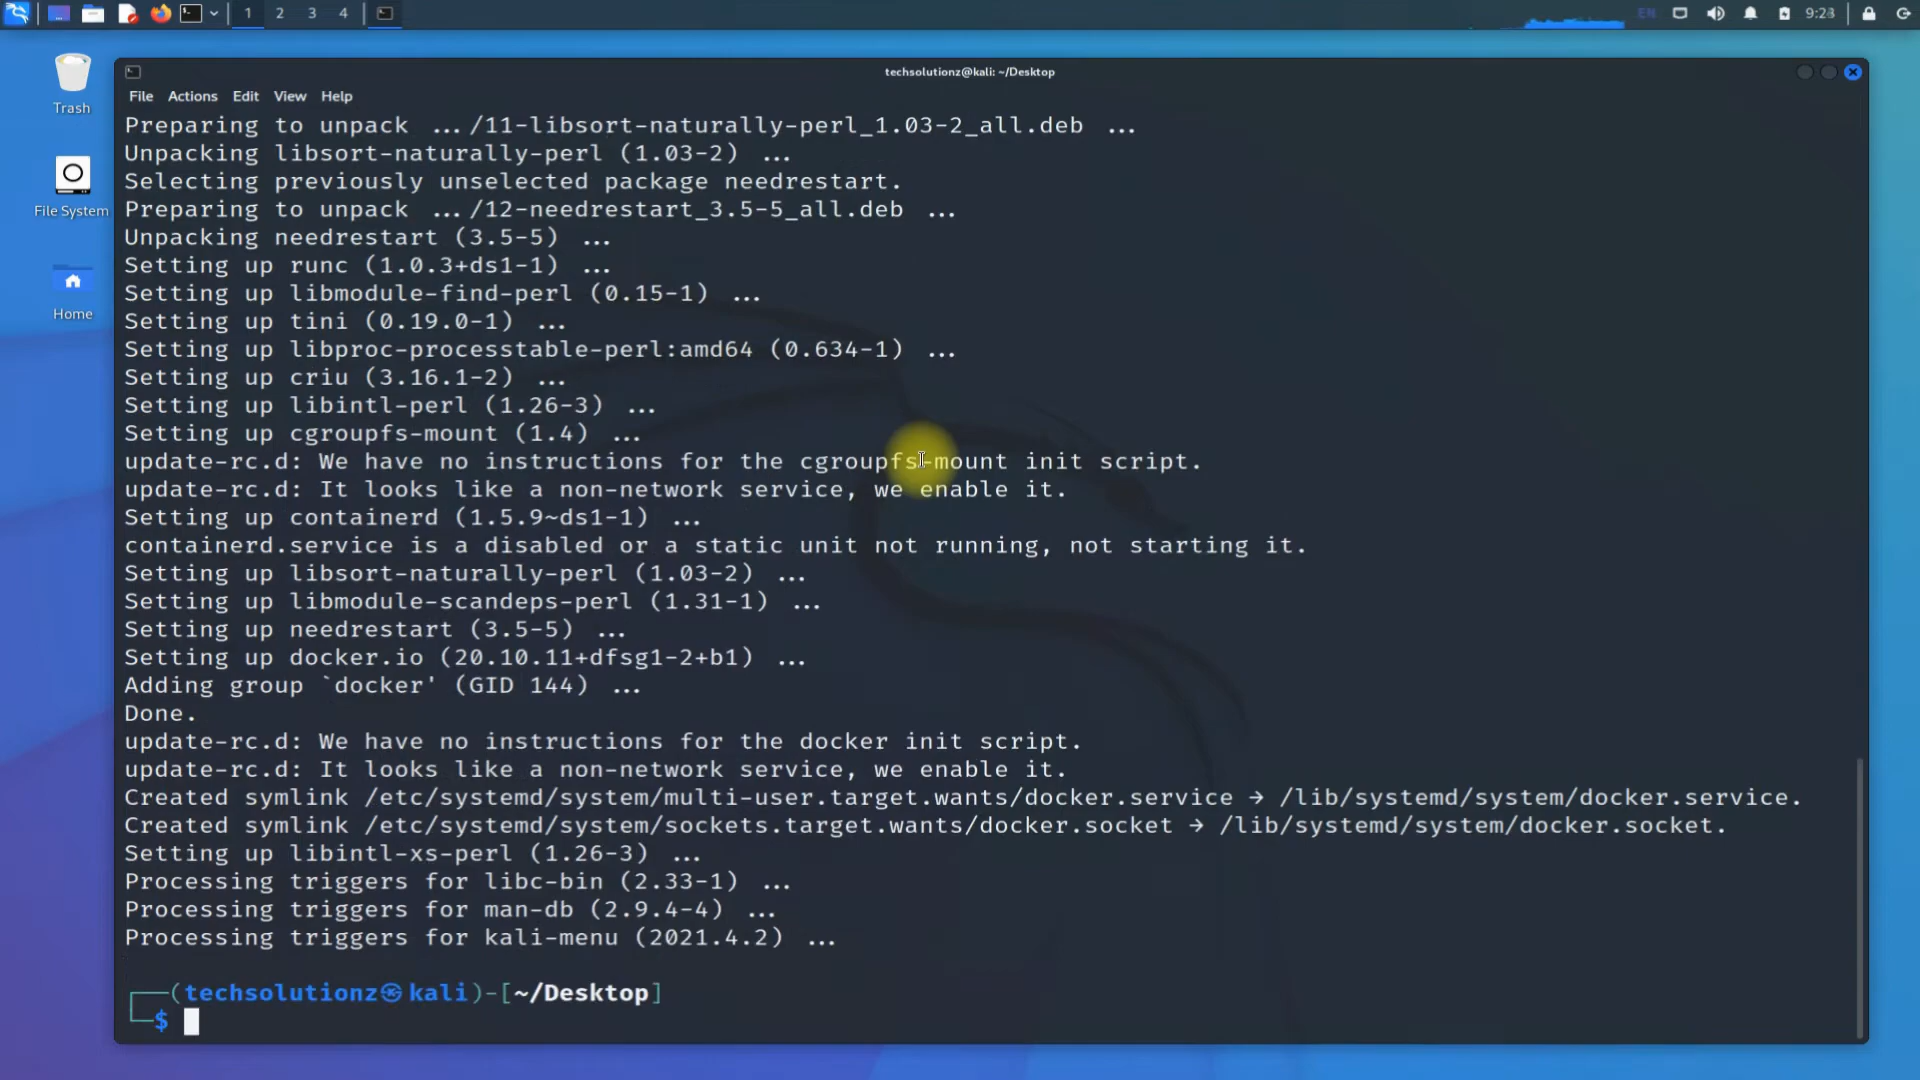 1 2 3 4
EN
9:23
techsolutionz@kali: ~/Desktop
File Actions Edit View Help
Trash
File System
Home
Preparing to unpack .../11-libsort-naturally-perl_1.03-2_all.deb ...
Unpacking libsort-naturally-perl (1.03-2) ...
Selecting previously unselected package needrestart.
Preparing to unpack .../12-needrestart_3.5-5_all.deb ...
Unpacking needrestart (3.5-5) ...
Setting up runc (1.0.3+ds1-1) ...
Setting up libmodule-find-perl (0.15-1) ...
Setting up tini (0.19.0-1) ...
Setting up libproc-processtable-perl:amd64 (0.634-1) ...
Setting up criu (3.16.1-2) ...
Setting up libintl-perl (1.26-3) ...
Setting up cgroupfs-mount (1.4) ...
update-rc.d: We have no instructions for the cgroupfs-mount init script.
update-rc.d: It looks like a non-network service, we enable it.
Setting up containerd (1.5.9~ds1-1) ...
containerd.service is a disabled or a static unit not running, not starting it.
Setting up libsort-naturally-perl (1.03-2) ...
Setting up libmodule-scandeps-perl (1.31-1) ...
Setting up needrestart (3.5-5) ...
Setting up docker.io (20.10.11+dfsg1-2+b1) ...
Adding group `docker' (GID 144) ...
Done.
update-rc.d: We have no instructions for the docker init script.
update-rc.d: It looks like a non-network service, we enable it.
Created symlink /etc/systemd/system/multi-user.target.wants/docker.service → /lib/systemd/system/docker.service.
Created symlink /etc/systemd/system/sockets.target.wants/docker.socket → /lib/systemd/system/docker.socket.
Setting up libintl-xs-perl (1.26-3) ...
Processing triggers for libc-bin (2.33-1) ...
Processing triggers for man-db (2.9.4-4) ...
Processing triggers for kali-menu (2021.4.2) ...
┌──(techsolutionz㉿kali)-[~/Desktop]
└─$